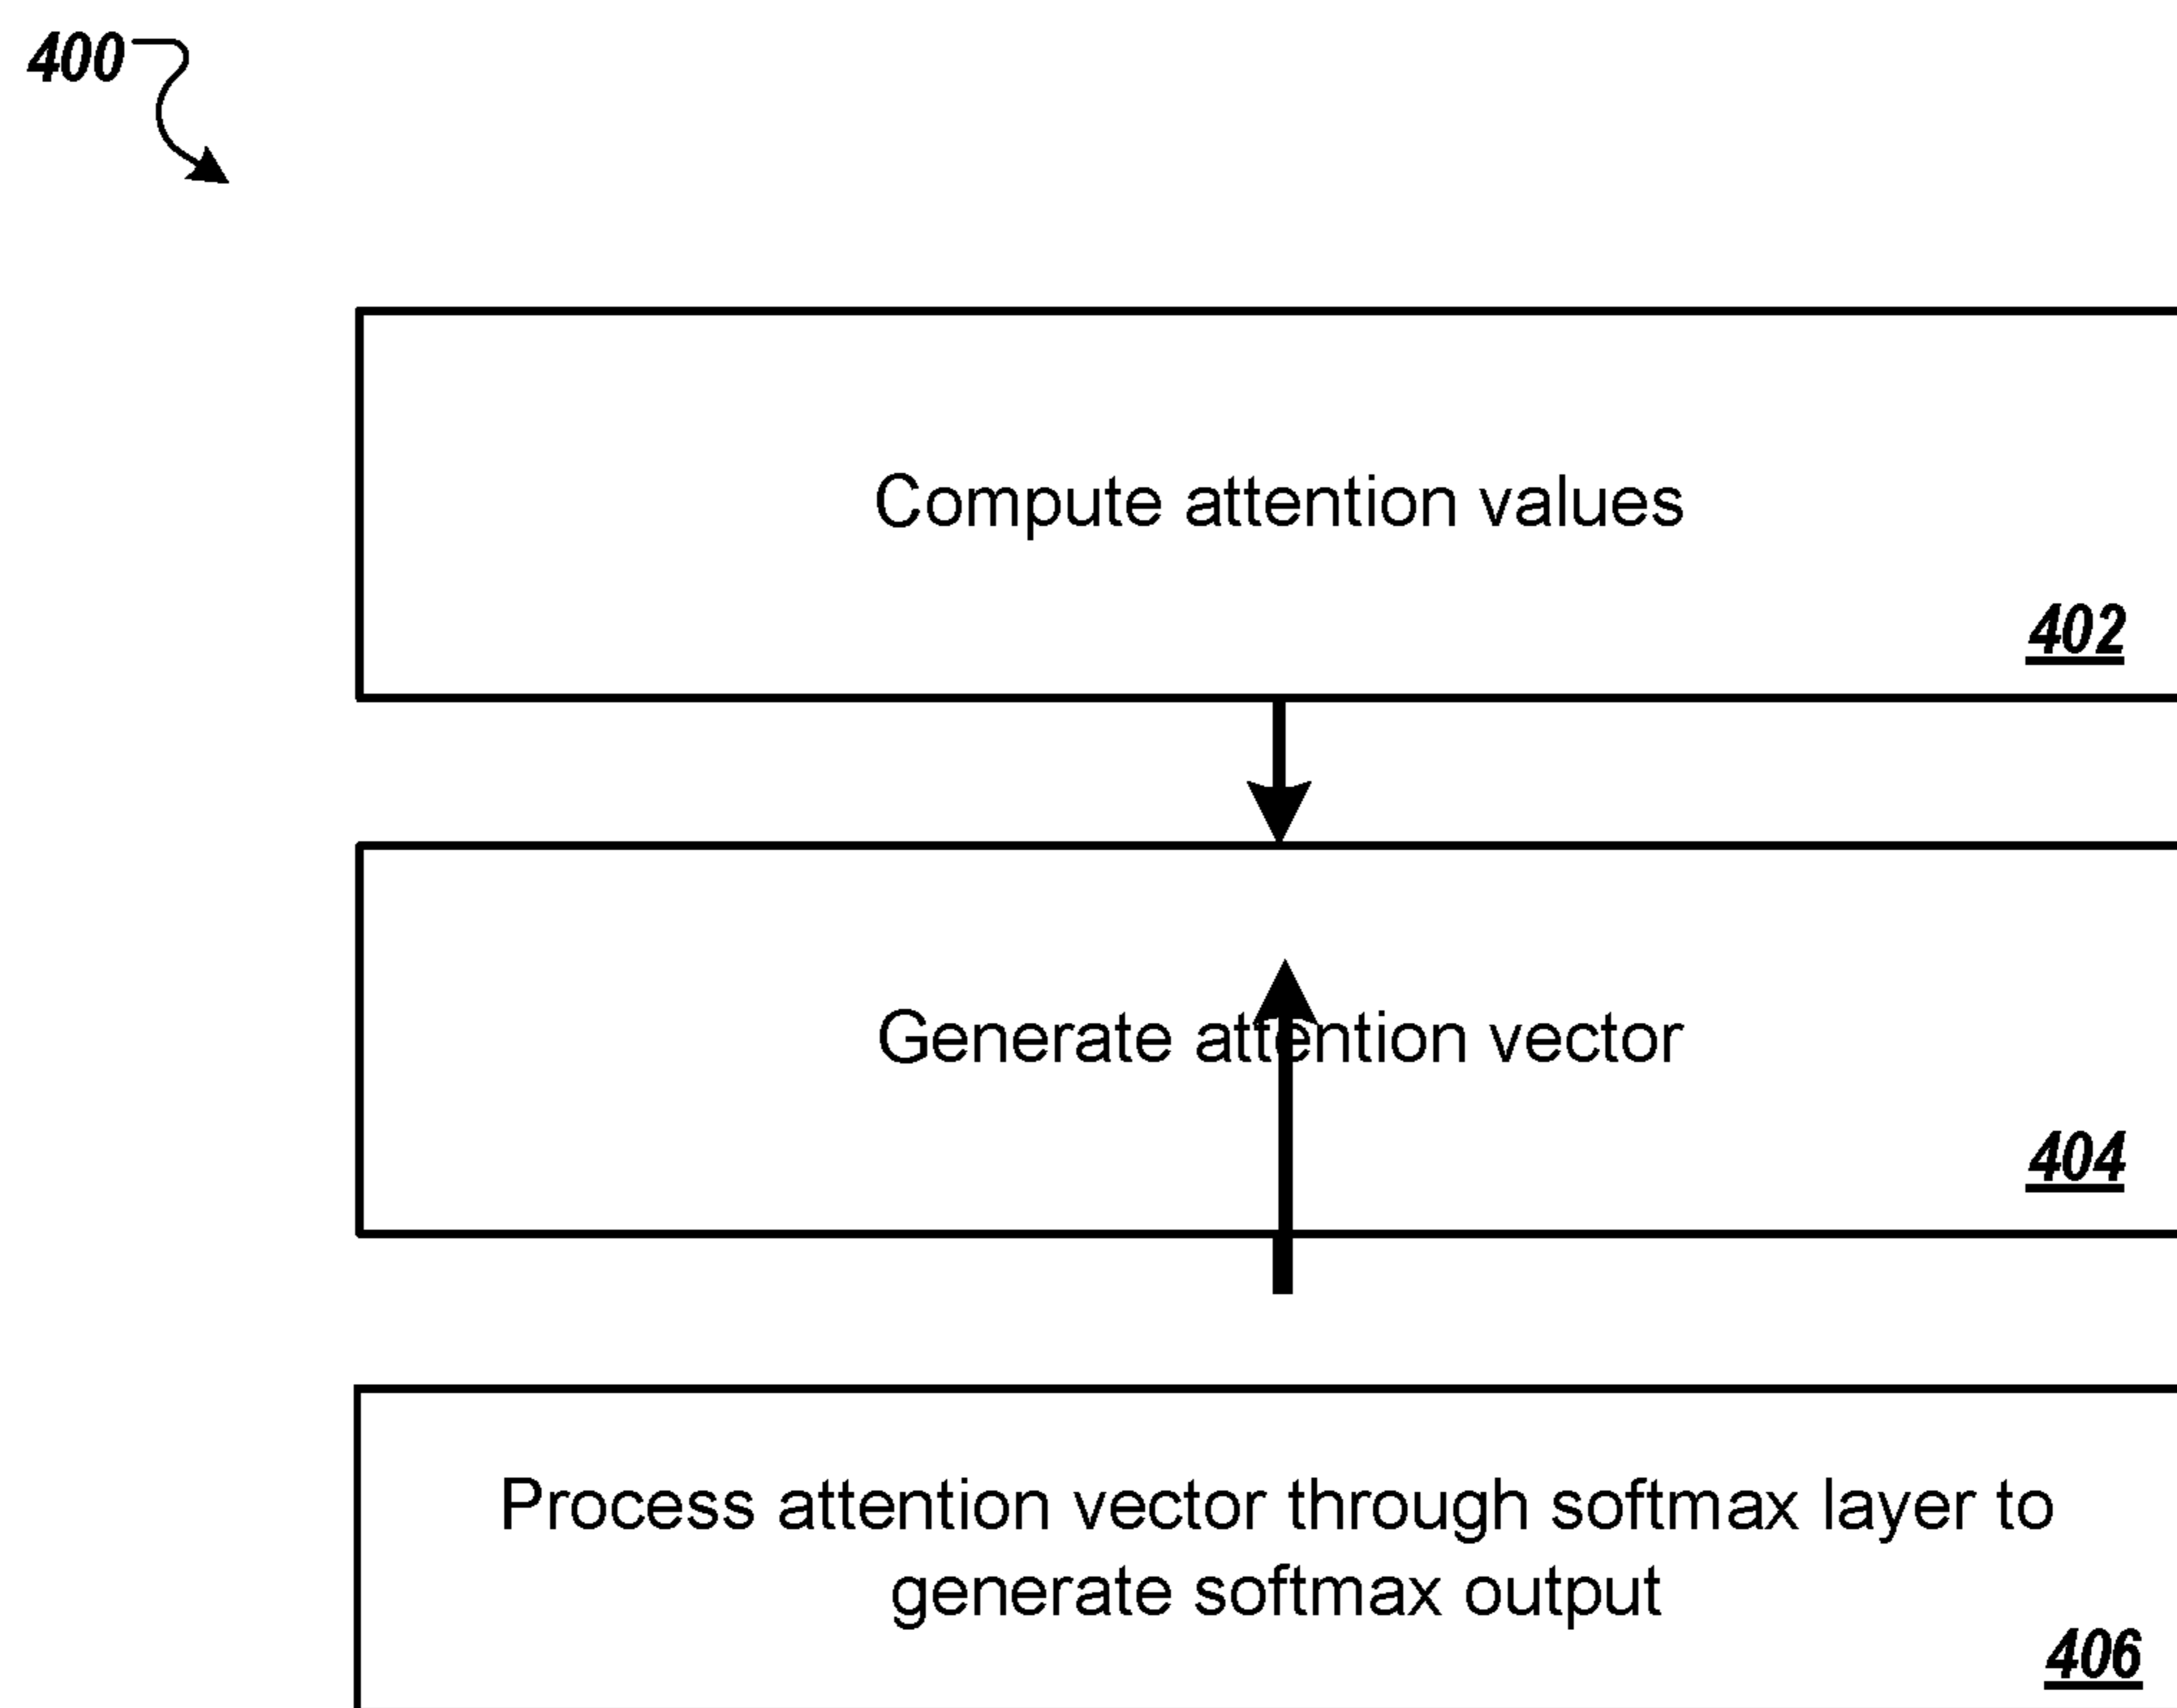 400
Compute attention values
402
Generate attention vector
404
Process attention vector through softmax layer to
generate softmax output
406